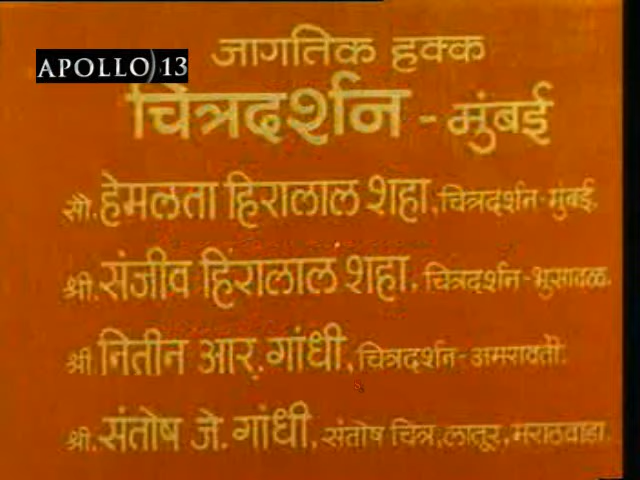 जागतिक हक्क
APOLLO 13
चित्रदर्शन - मुंबई
सौ. हेमलता हिरालाल शहा, चित्रदर्शन - मुंबई.
श्री. संजीव हिरालाल शहा, चित्रदर्शन - भुसावळ.
श्री. नितीन आर. गांधी, चित्रदर्शन - अमरावती.
श्री. संतोष जे. गांधी, संतोष चित्र, लातूर, मराठवाडा.